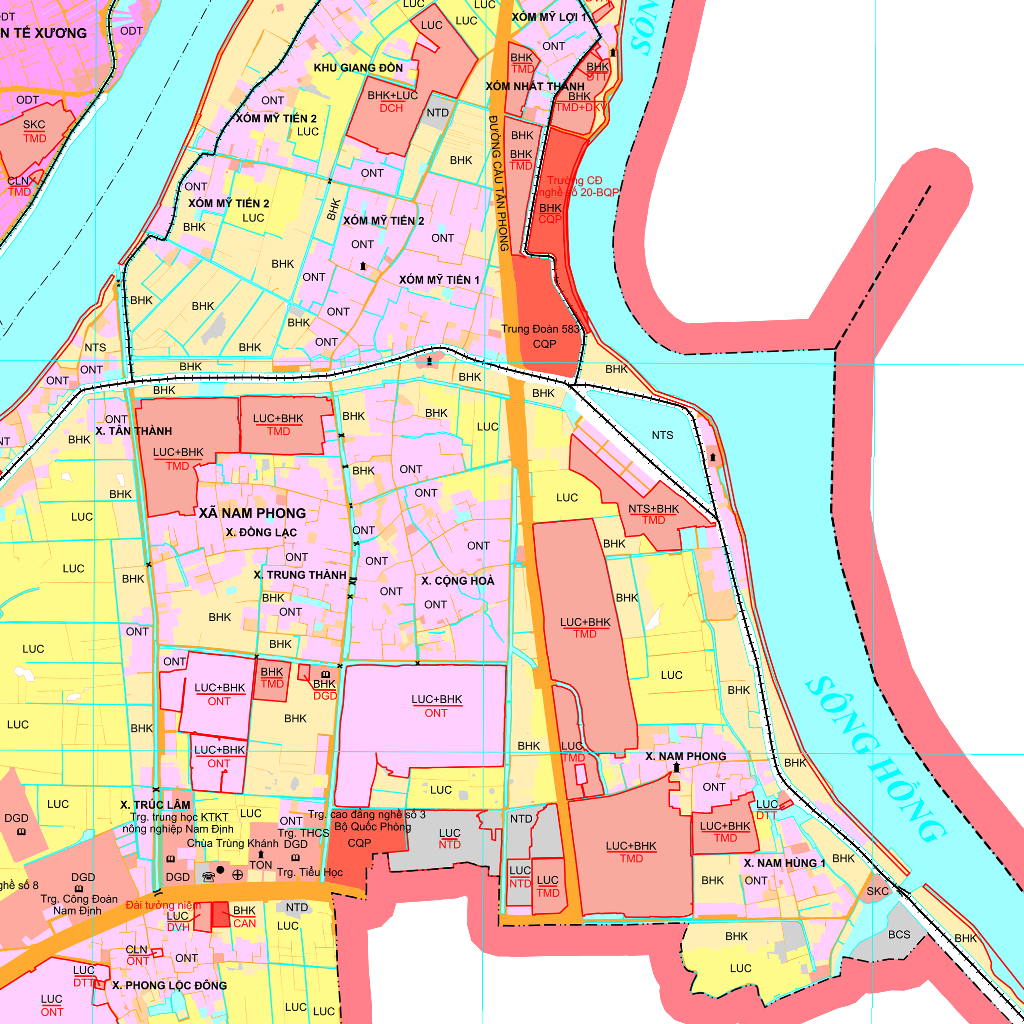 LUC
LUC
XÓM MỸ LỢI 1
SÔN
ODT
N TẾ XƯƠNG
ODT
LUC
ONT
KHU GIANG ĐÔN
BHK
TMD
BHK
DTT
XÓM NHẤT THÀNH
ODT
ONT
BHK+LUC
DCH
BHK
TMD+DKV
SKC
TMD
XÓM MỸ TIẾN 2
LUC
NTD
BHK
BHK
TMD
BHK
ĐƯỜNG CẦU TÂN PHONG
CLN
TMD
ONT
ONT
Trường CĐ
nghề số 20-BQP
BHK
CQP
XÓM MỸ TIẾN 2
LUC
BHK
XÓM MỸ TIẾN 2
BHK
ONT
ONT
BHK
ONT
XÓM MỸ TIẾN 1
BHK
BHK
ONT
BHK
Trung Đoàn 583
CQP
NTS
BHK
ONT
ONT
ONT
BHK
BHK
BHK
BHK
BHK
ONT
X. TÂN THÀNH
LUC+BHK
TMD
BHK
BHK
LUC
NTS
NT
BHK
LUC+BHK
TMD
BHK
ONT
BHK
ONT
LUC
XÃ NAM PHONG
NTS+BHK
TMD
LUC
X. ĐỒNG LẠC
ONT
BHK
ONT
ONT
ONT
LUC
BHK
X. TRUNG THÀNH
X. CỘNG HOÀ
ONT
BHK
ONT
ONT
BHK
BHK
LUC+BHK
TMD
ONT
BHK
LUC
ONT
BHK
TMD
BHK
DGD
LUC
LUC+BHK
ONT
LUC+BHK
ONT
BHK
SÔNG HỒNG
LUC
BHK
BHK
LUC+BHK
ONT
BHK
LUC
TMD
X. NAM PHONG
BHK
ONT
LUC
LUC
X. TRÚC LÂM
LUC
DTT
DGD
Trg. trung học KTKT
nông nghiệp Nam Định
LUC
ONT
Trg. cao đẳng nghề số 3
Bộ Quốc Phòng
NTD
LUC+BHK
TMD
Trg. THCS
DGD
CQP
LUC
NTD
Chùa Trùng Khánh
LUC+BHK
TMD
TON
Trg. Tiểu Học
X. NAM HÙNG 1
BHK
DGD
DGD
LUC
NTD
LUC
TMD
BHK
ONT
SKC
ghề số 8
Trg. Công Đoàn
Nam Định
Đài tưởng niệm
LUC
DVH
BHK
CAN
NTD
LUC
BHK
BCS
BHK
CLN
ONT
ONT
LUC
DTT
LUC
X. PHONG LỘC ĐÔNG
LUC
ONT
LUC
LUC